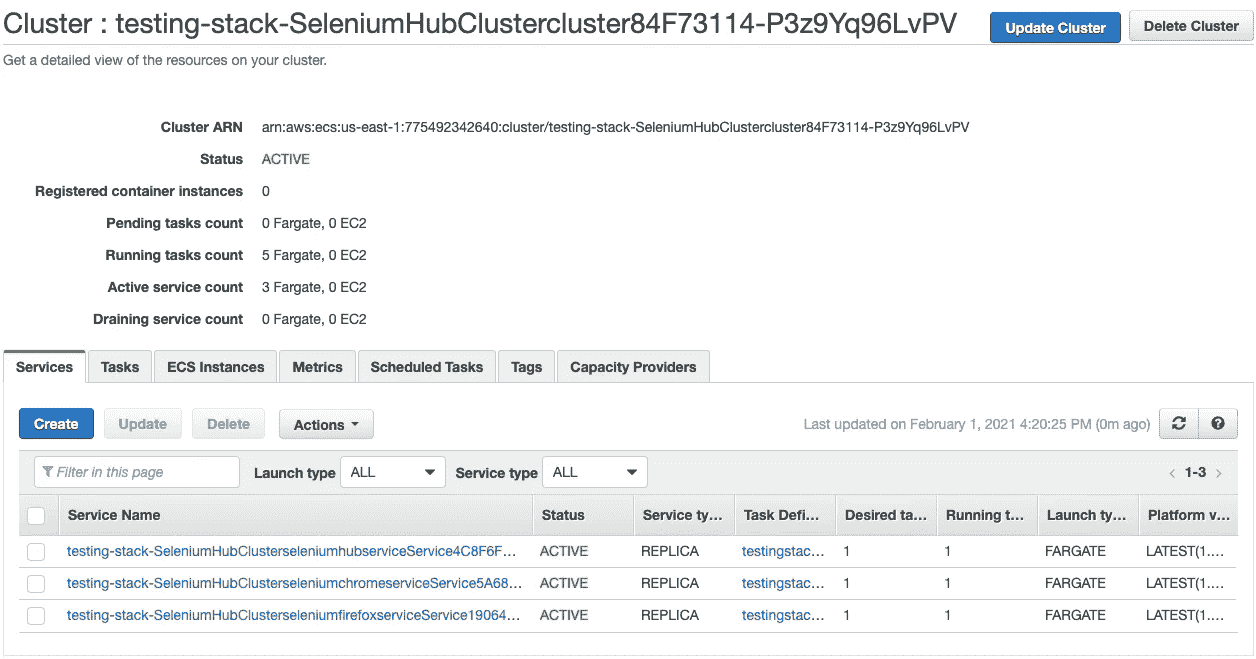 Cluster : testing-stack-SeleniumHubClustercluster84F73114-P3z9Yq96LvPV Update Cluster Delete Cluster
Get a detailed view of the resources on your cluster.
Cluster ARN arn:aws:ecs:us-east-1:775492342640:cluster/testing-stack-SeleniumHubClustercluster84F73114-P3z9Yq96LvPV
Status ACTIVE
Registered container instances 0
Pending tasks count 0 Fargate, 0 EC2
Running tasks count 5 Fargate, 0 EC2
Active service count 3 Fargate, 0 EC2
Draining service count 0 Fargate, 0 EC2
Services Tasks ECS Instances Metrics Scheduled Tasks Tags Capacity Providers
Create Update Delete Actions Last updated on February 1, 2021 4:20:25 PM (0m ago)
Filter in this page Launch type ALL Service type ALL < 1-3 >
Service Name Status Service ty... Task Defi... Desired ta... Running t... Launch ty... Platform v...
testing-stack-SeleniumHubClusterseleniumhubserviceService4C8F6F... ACTIVE REPLICA testingstac... 1 1 FARGATE LATEST(1....
testing-stack-SeleniumHubClusterseleniumchromeserviceService5A68... ACTIVE REPLICA testingstac... 1 1 FARGATE LATEST(1....
testing-stack-SeleniumHubClusterseleniumfirefoxserviceService19064... ACTIVE REPLICA testingstac... 1 1 FARGATE LATEST(1....